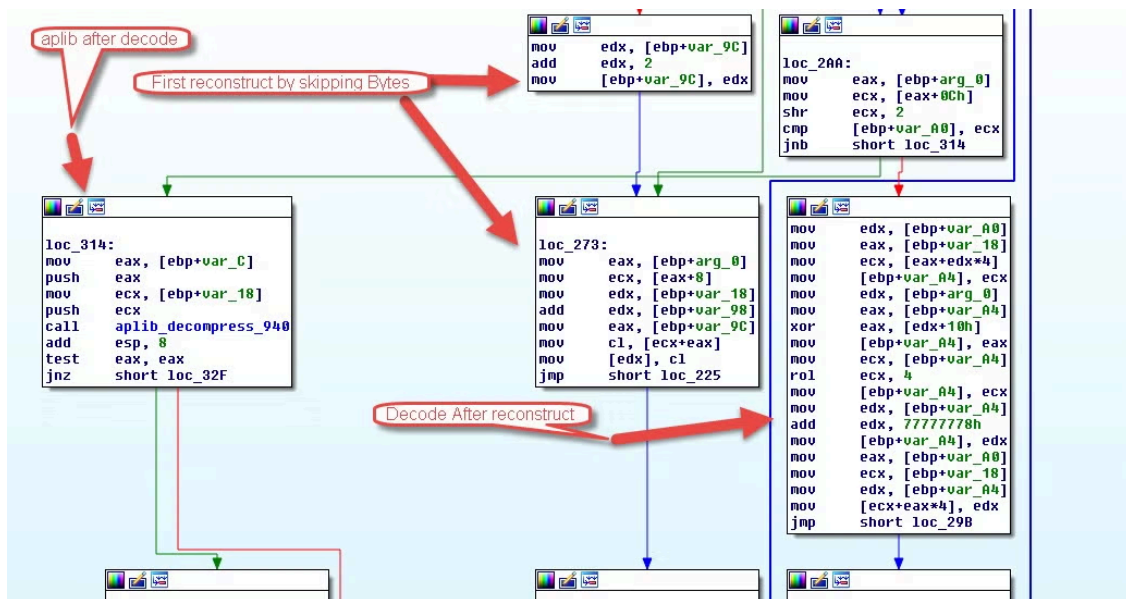 aplib after decode
First reconstruct by skipping Bytes
mov edx, [ebp+var_9C]
add edx, 2
mov [ebp+var_9C], edx
loc_2AA:
mov eax, [ebp+arg_0]
mov ecx, [eax+0Ch]
shr ecx, 2
cmp [ebp+var_A0], ecx
jnb short loc_314
loc_314:
mov eax, [ebp+var_C]
push eax
mov ecx, [ebp+var_18]
push ecx
call aplib_decompress_940
add esp, 8
test eax, eax
jnz short loc_32F
loc_273:
mov eax, [ebp+arg_0]
mov ecx, [eax+8]
mov edx, [ebp+var_18]
add edx, [ebp+var_98]
mov eax, [ebp+var_9C]
mov cl, [ecx+eax]
mov [edx], cl
jmp short loc_225
Decode After reconstruct
mov edx, [ebp+var_A0]
mov eax, [ebp+var_18]
mov ecx, [eax+edx*4]
mov [ebp+var_A4], ecx
mov edx, [ebp+arg_0]
mov eax, [ebp+var_A4]
xor eax, [edx+10h]
mov [ebp+var_A4], eax
mov ecx, [ebp+var_A4]
rol ecx, 4
mov [ebp+var_A4], ecx
mov edx, [ebp+var_A4]
add edx, 77777778h
mov [ebp+var_A4], edx
mov eax, [ebp+var_A0]
mov ecx, [ebp+var_18]
mov edx, [ebp+var_A4]
mov [ecx+eax*4], edx
jmp short loc_29B